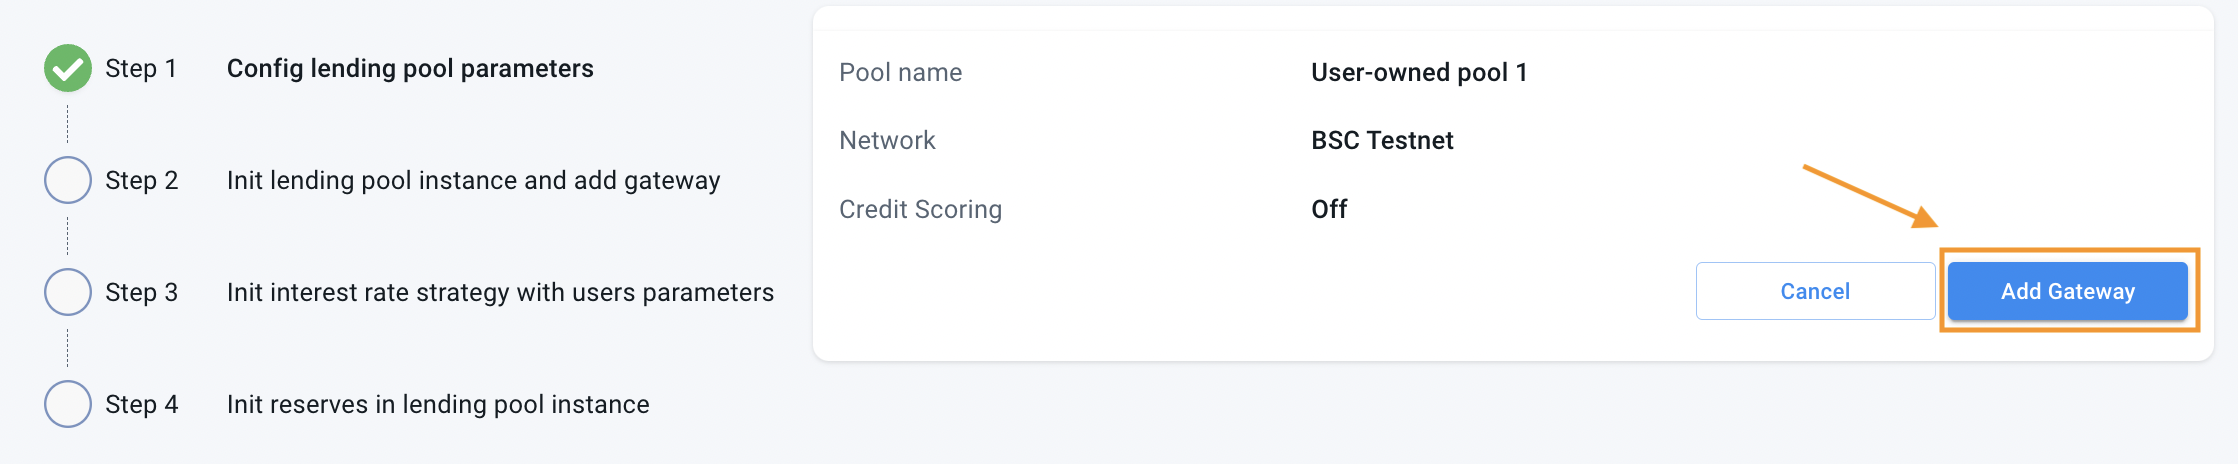 Step 1 Config lending pool parameters
Step 2 Init lending pool instance and add gateway
Step 3 Init interest rate strategy with users parameters
Step 4 Init reserves in lending pool instance
Pool name User-owned pool 1
Network BSC Testnet
Credit Scoring Off
Cancel Add Gateway